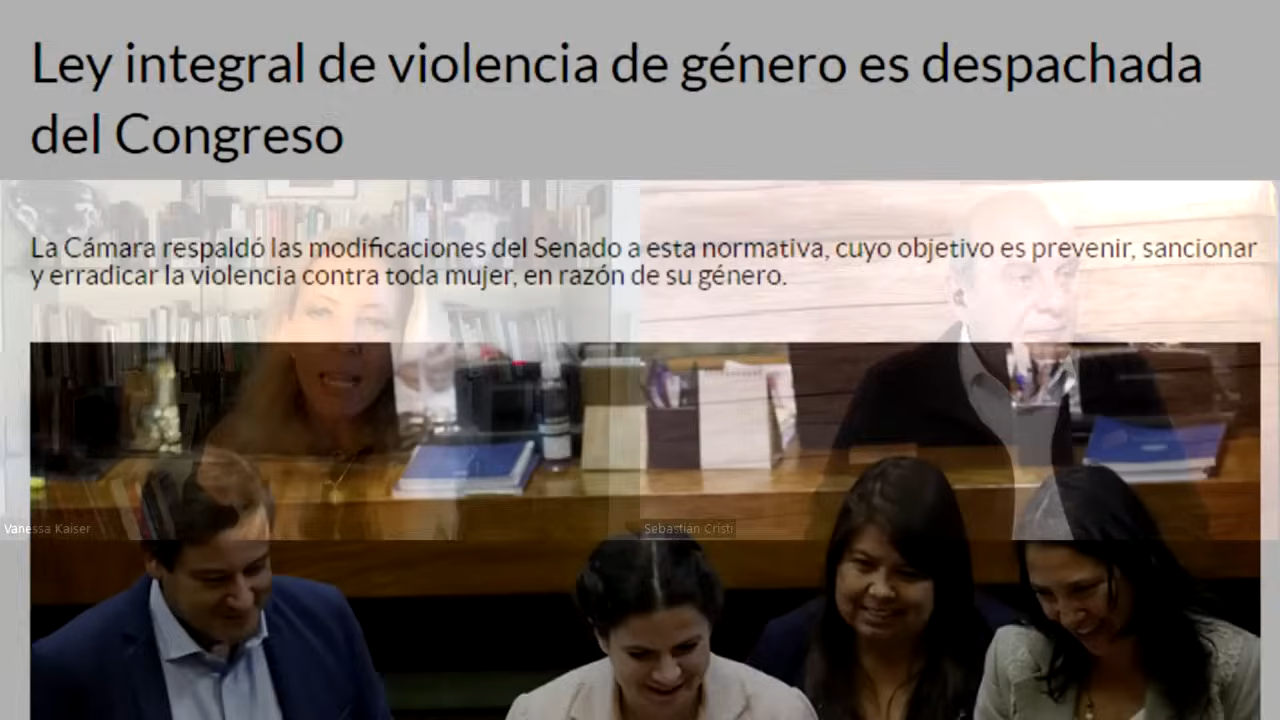 Ley integral de violencia de género es despachada
del Congreso
La Cámara respaldó las modificaciones del Senado a esta normativa, cuyo objetivo es prevenir, sancionar
y erradicar la violencia contra toda mujer, en razón de su género.
Vanessa Kaiser
Sebastián Cristi